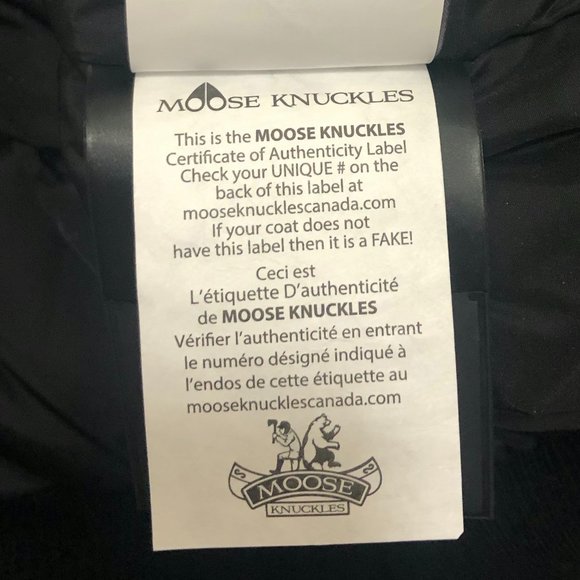 MOOSE KNUCKLES
This is the MOOSE KNUCKLES
Certificate of Authenticity Label
Check your UNIQUE # on the
back of this label at
mooseknucklescanada.com
If your coat does not
have this label then it is a FAKE!
Ceci est
L'étiquette D'authenticité
de MOOSE KNUCKLES
Vérifier l'authenticité en entrant
le numéro désigné indiqué à
l'endos de cette étiquette au
mooseknucklescanada.com
MOOSE
KNUCKLES